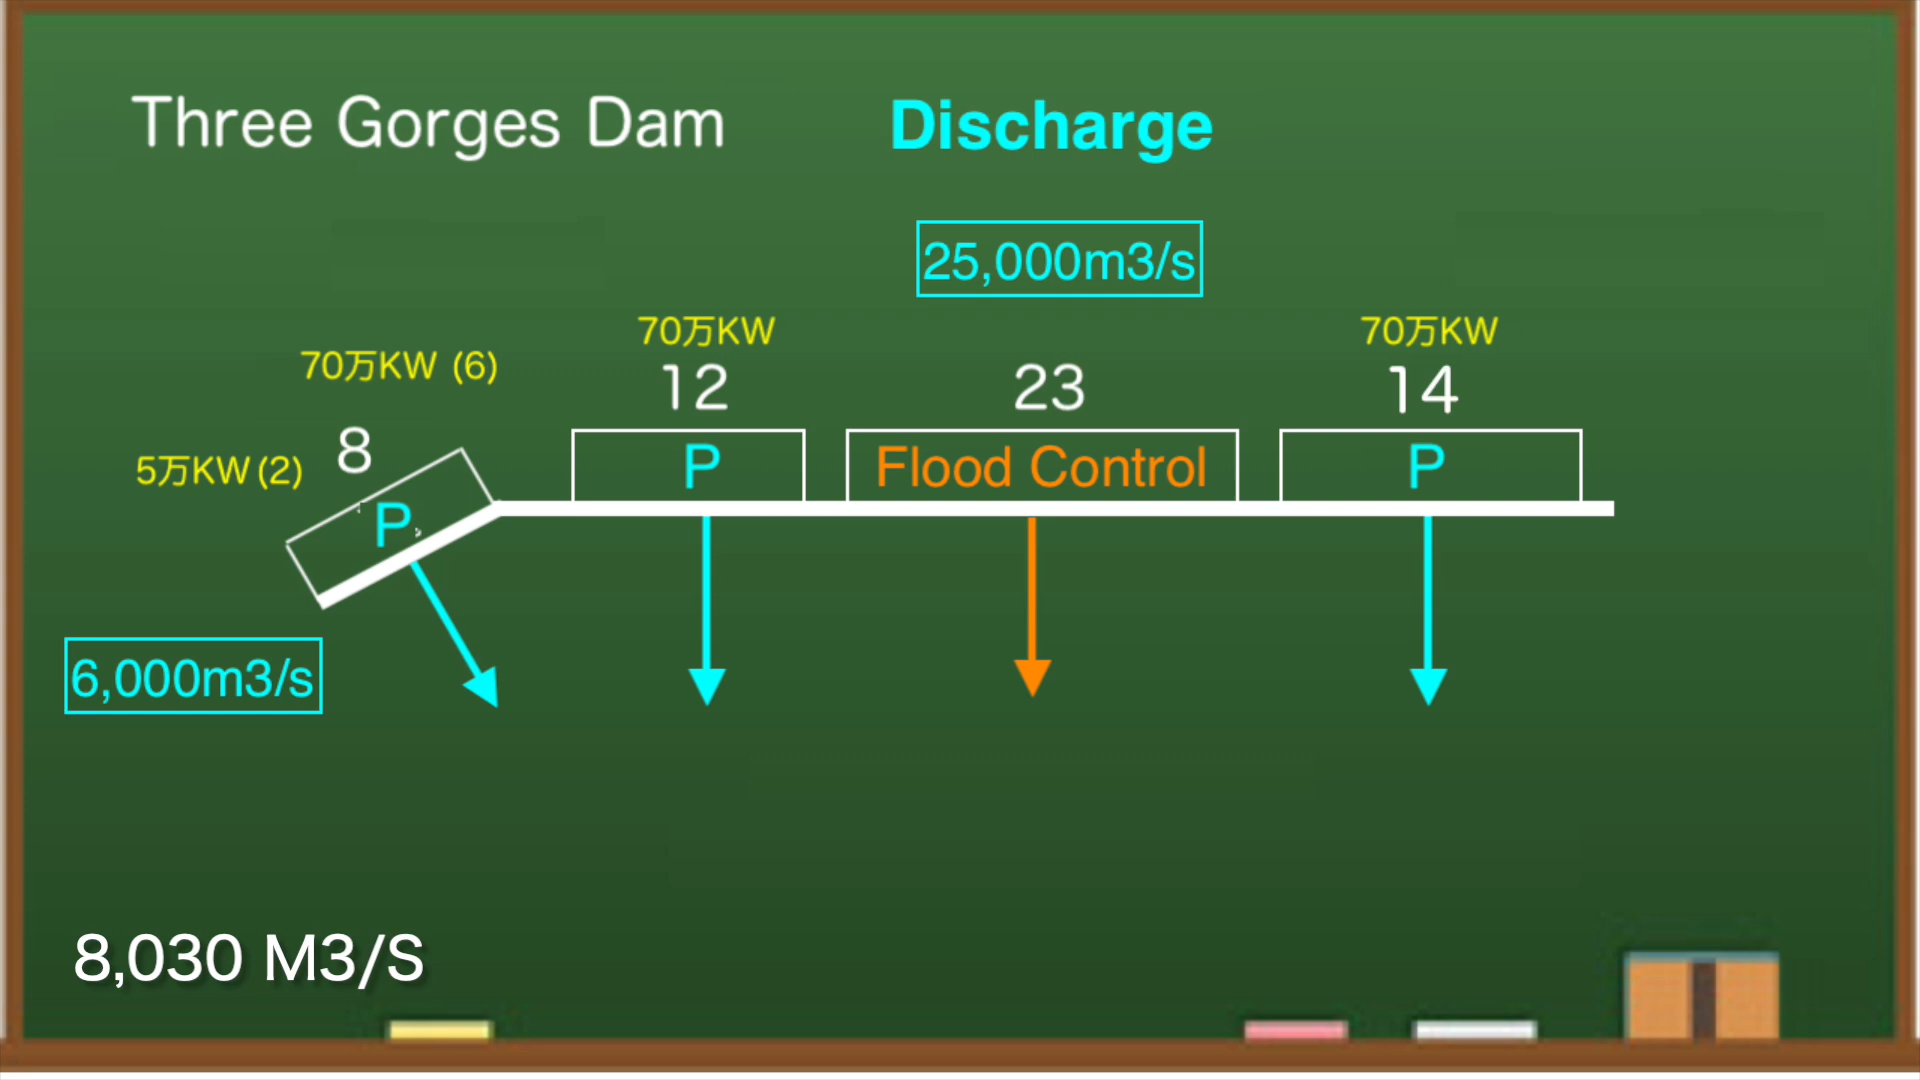 Three Gorges Dam
Discharge
25,000m3/s
70万KW
70万KW
70万KW (6)
12
23
14
8
5万KW(2)
P
Flood Control
P
P
6,000m3/s
8,030 M3/S